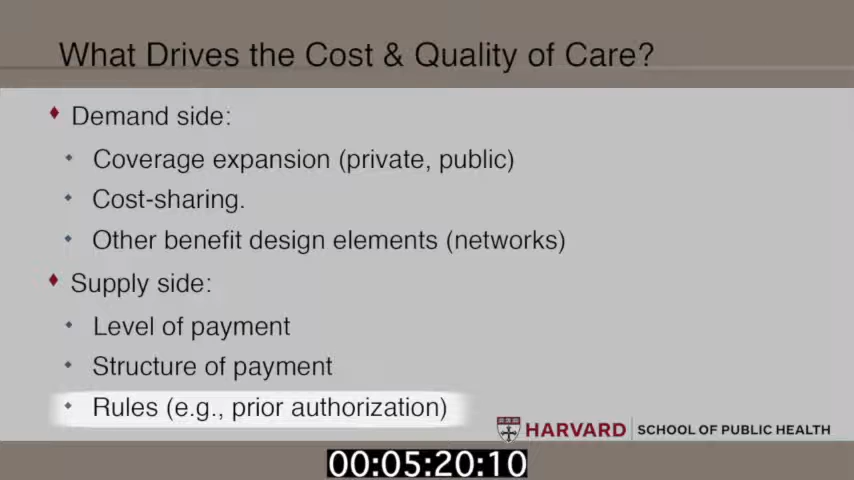 What Drives the Cost & Quality of Care?
Demand side:
Coverage expansion (private, public)
Cost-sharing.
Other benefit design elements (networks)
Supply side:
Level of payment
Structure of payment
Rules (e.g., prior authorization)
HARVARD SCHOOL OF PUBLIC HEALTH
00:05:20:10